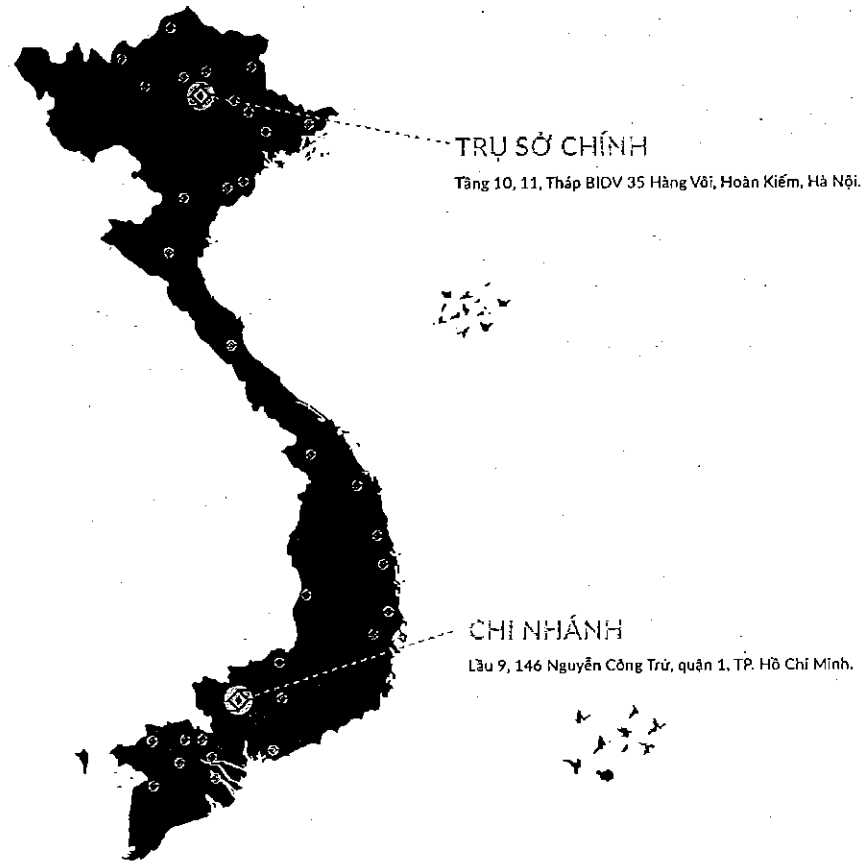 TRỤ SỞ CHÍNH
Tầng 10, 11, Tháp BIDV 35 Hàng Vôi, Hoàn Kiếm, Hà Nội.
CHI NHÁNH
Lầu 9, 146 Nguyễn Công Trứ, quận 1, TP. Hồ Chí Minh.